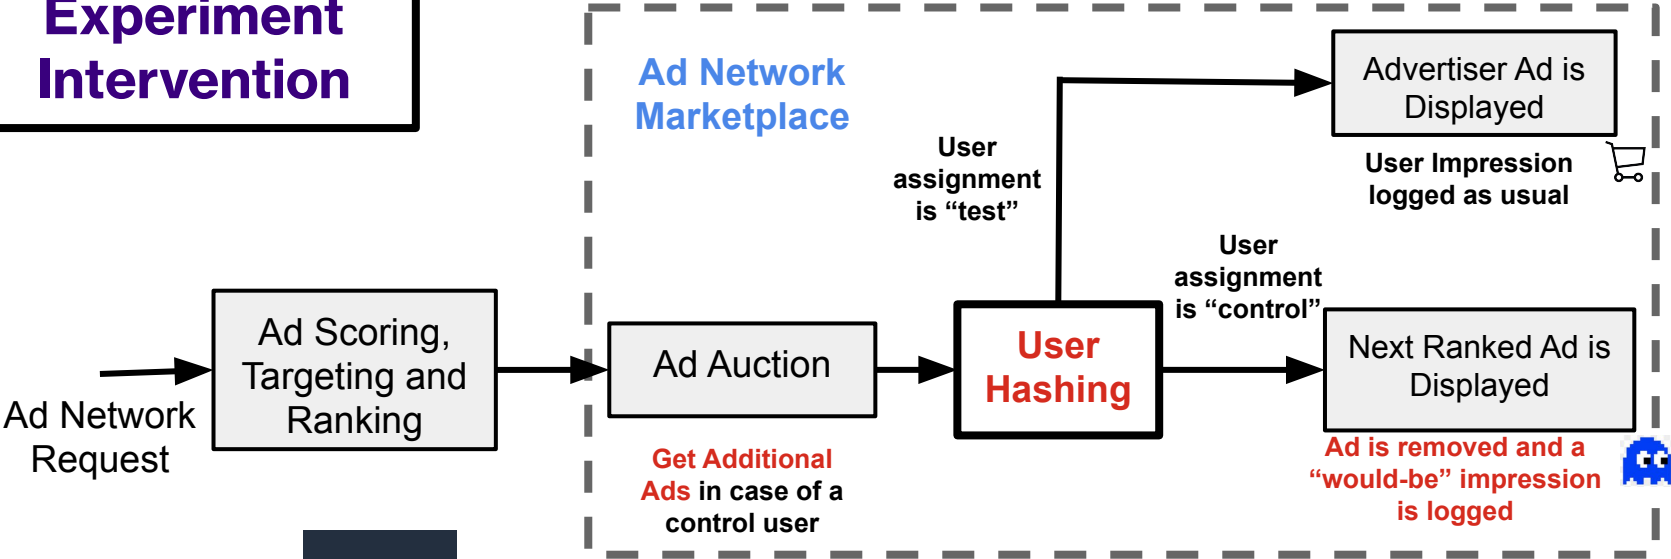 Experiment
Intervention
Ad Network
Marketplace
Advertiser Ad is
Displayed
User Impression
logged as usual
User
assignment
is “test”
User
assignment
is “control”
Ad Network
Request
Ad Scoring,
Targeting and
Ranking
Ad Auction
Get Additional
Ads in case of a
control user
User
Hashing
Next Ranked Ad is
Displayed
Ad is removed and a
“would-be” impression
is logged